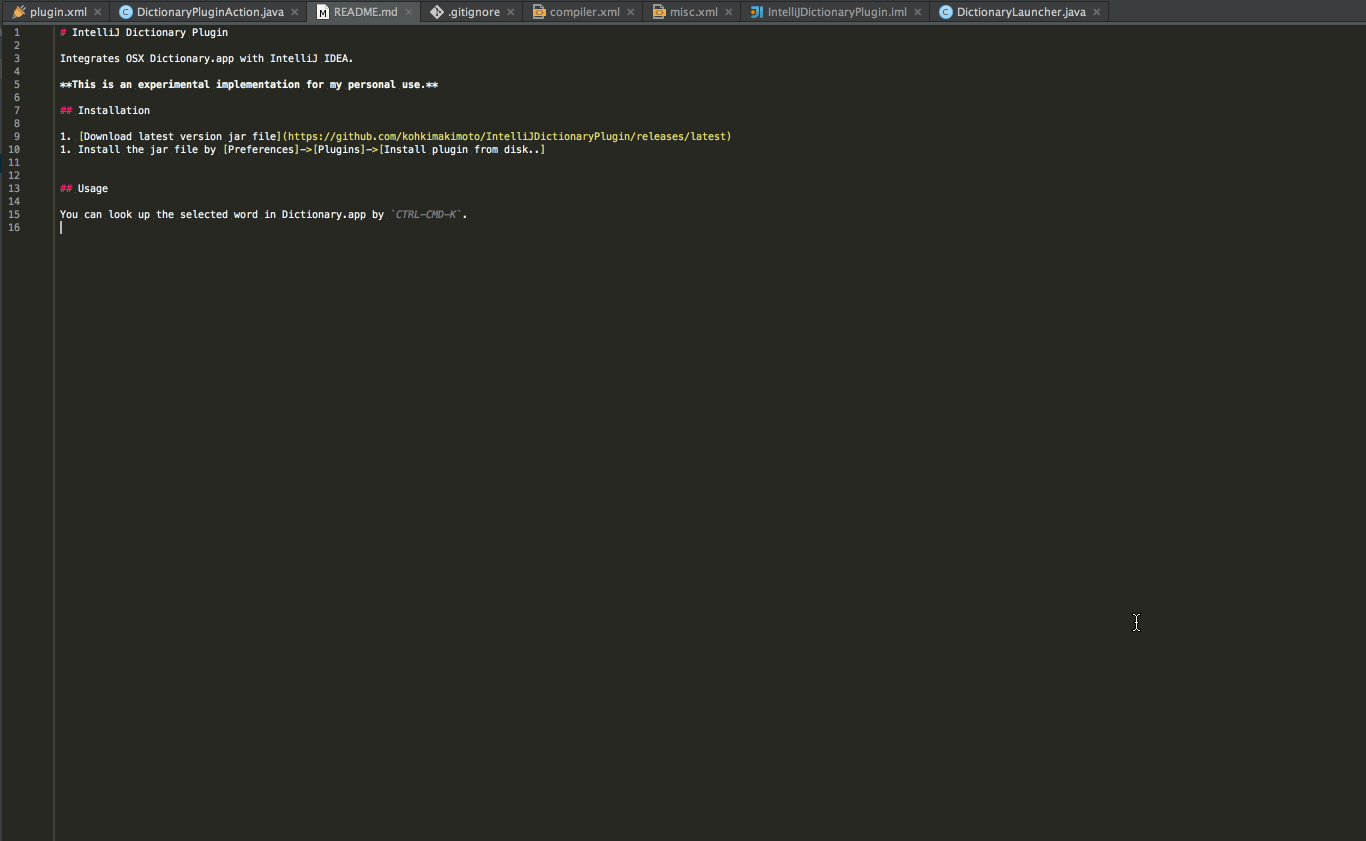 plugin.xml DictionaryPluginAction.java README.md .gitignore compiler.xml misc.xml IntelliJDictionaryPlugin.iml DictionaryLauncher.java
1 # IntelliJ Dictionary Plugin
2
3 Integrates OSX Dictionary.app with IntelliJ IDEA.
4
5 **This is an experimental implementation for my personal use.**
6
7 ## Installation
8
9 1. [Download latest version jar file](https://github.com/kohkimakimoto/IntelliJDictionaryPlugin/releases/latest)
10 1. Install the jar file by [Preferences]->[Plugins]->[Install plugin from disk..]
11
12
13 ## Usage
14
15 You can look up the selected word in Dictionary.app by `CTRL-CMD-K`.
16